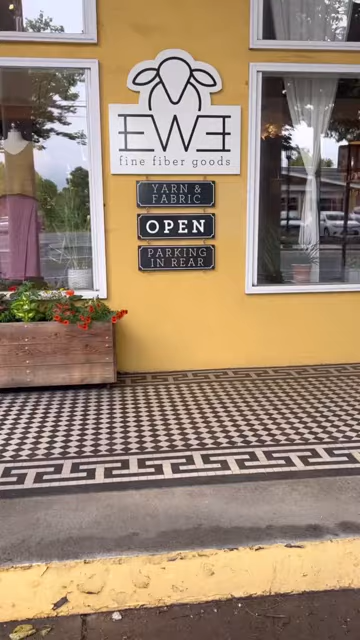 EWE
fine fiber goods
YARN &
FABRIC
OPEN
PARKING
IN REAR